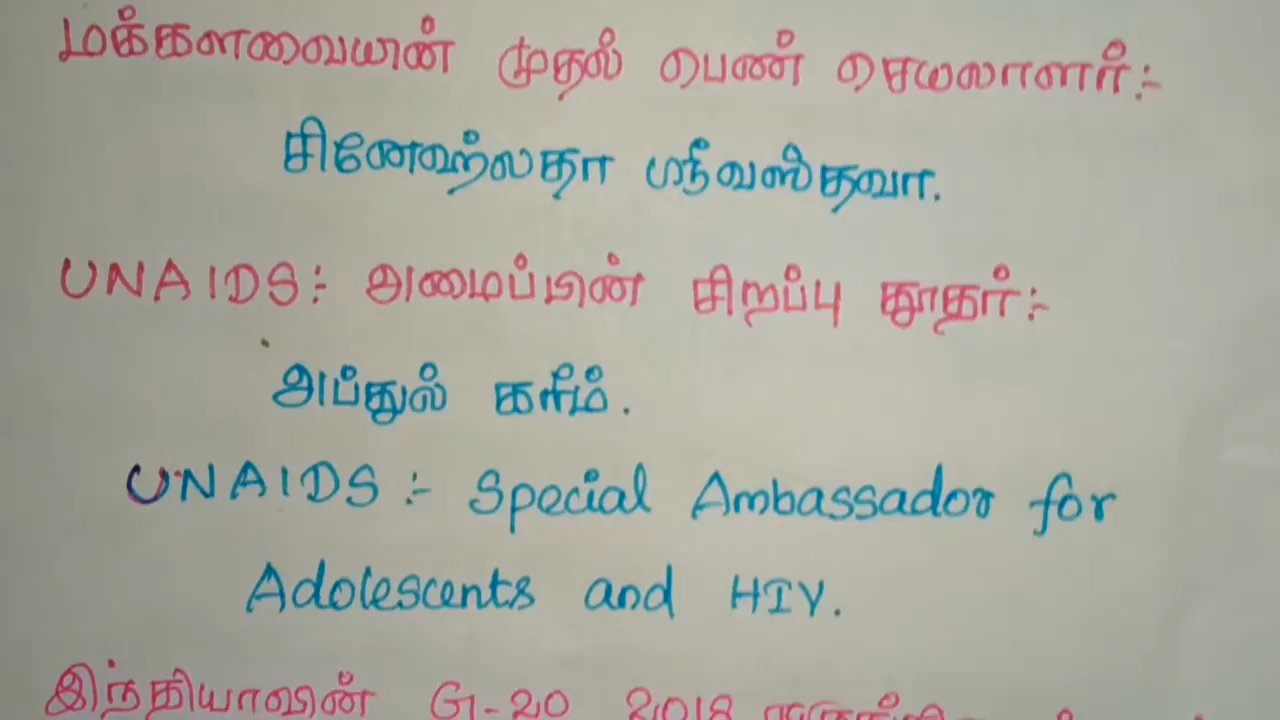 மக்களவையின் முதல் பெண் செயலாளர்:-
சினேஹ்லதா ஸ்ரீவஸ்தவா.
UNAIDS:- அமைப்பின் சிறப்பு தூதர்:-
அப்துல் கரீம்.
UNAIDS:- Special Ambassador for
Adolescents and HIV.
இந்தியாவின் G-20 2018